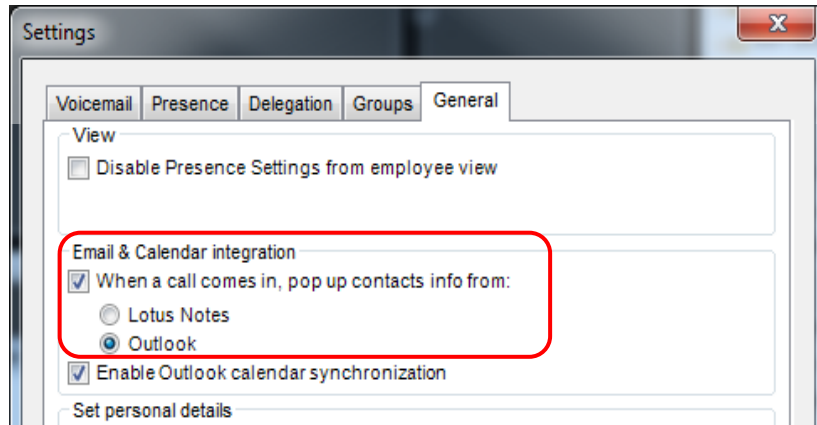 Settings
X
Voicemail Presence Delegation Groups General
View
Disable Presence Settings from employee view
Email & Calendar integration
When a call comes in, pop up contacts info from:
Lotus Notes
Outlook
Enable Outlook calendar synchronization
Set personal details